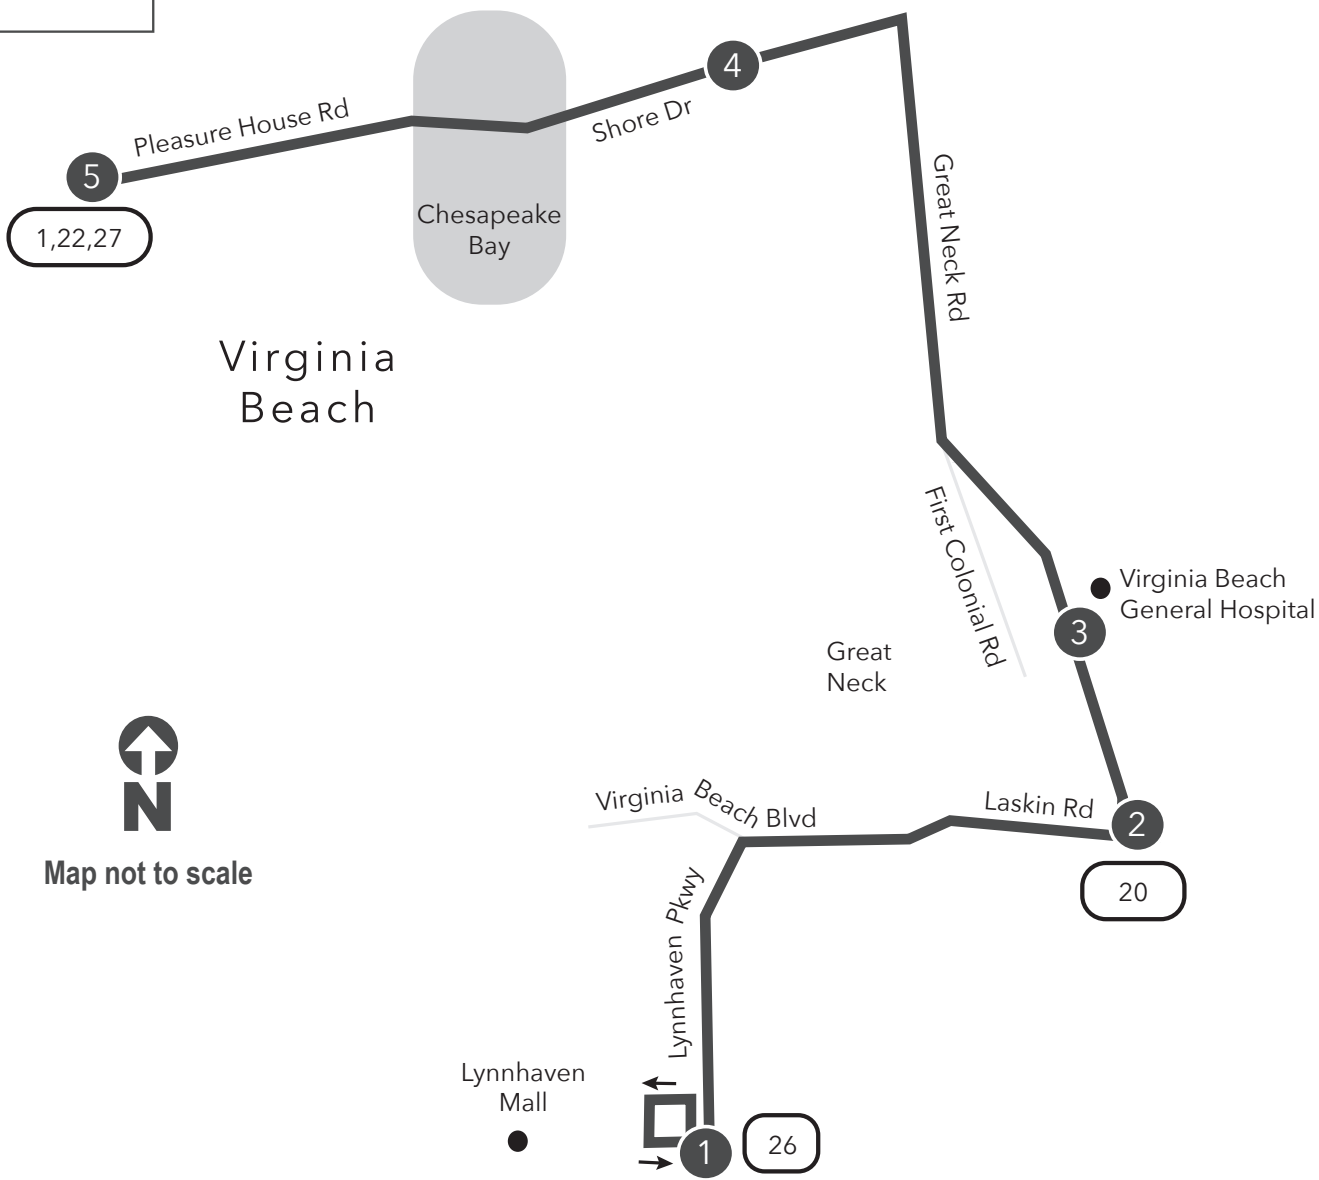 4
Pleasure House Rd
Shore Dr
5
1,22,27
Chesapeake
Bay
Great Neck Rd
Virginia
Beach
First Colonial Rd
Virginia Beach
General Hospital
3
Great
Neck
N
Map not to scale
Virginia Beach Blvd
Laskin Rd
2
20
Lynnhaven Pkwy
Lynnhaven
Mall
1
26